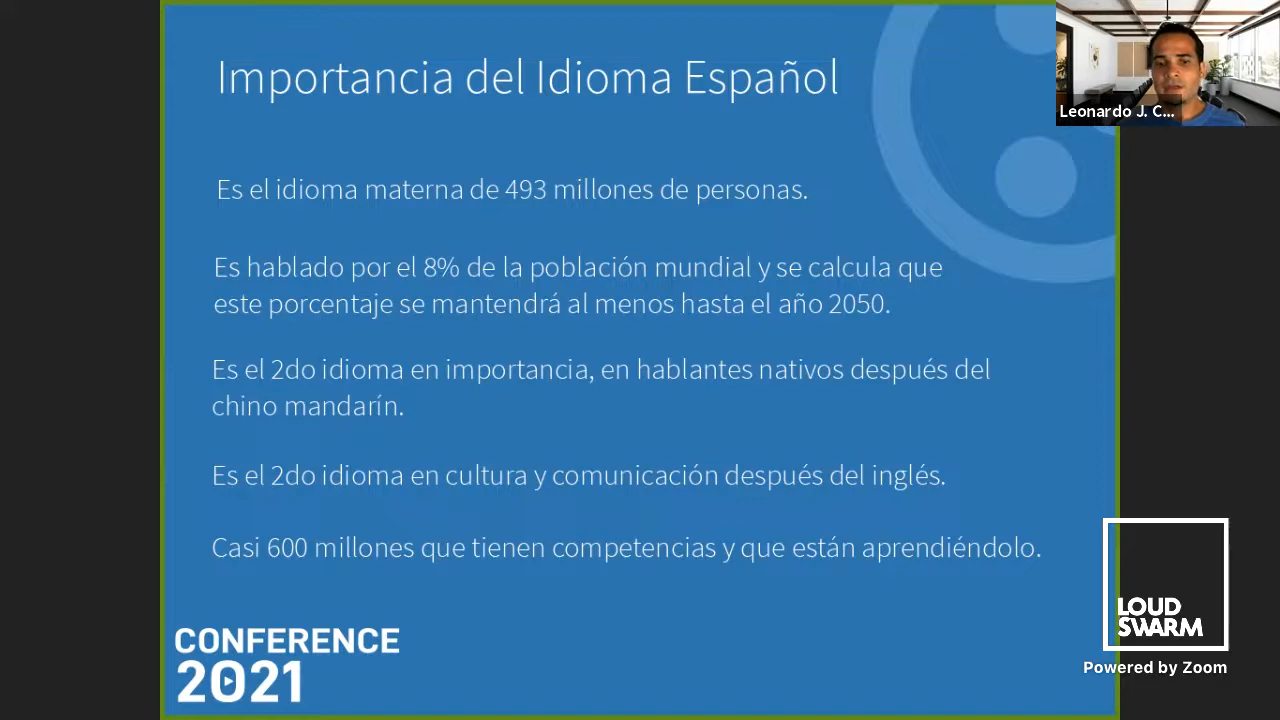 Importancia del Idioma Español
Leonardo J. C...
Es el idioma materna de 493 millones de personas.
Es hablado por el 8% de la población mundial y se calcula que
este porcentaje se mantendrá al menos hasta el año 2050.
Es el 2do idioma en importancia, en hablantes nativos después del
chino mandarín.
Es el 2do idioma en cultura y comunicación después del inglés.
Casi 600 millones que tienen competencias y que están aprendiéndolo.
CONFERENCE
2021
LOUD
SWARM
Powered by Zoom